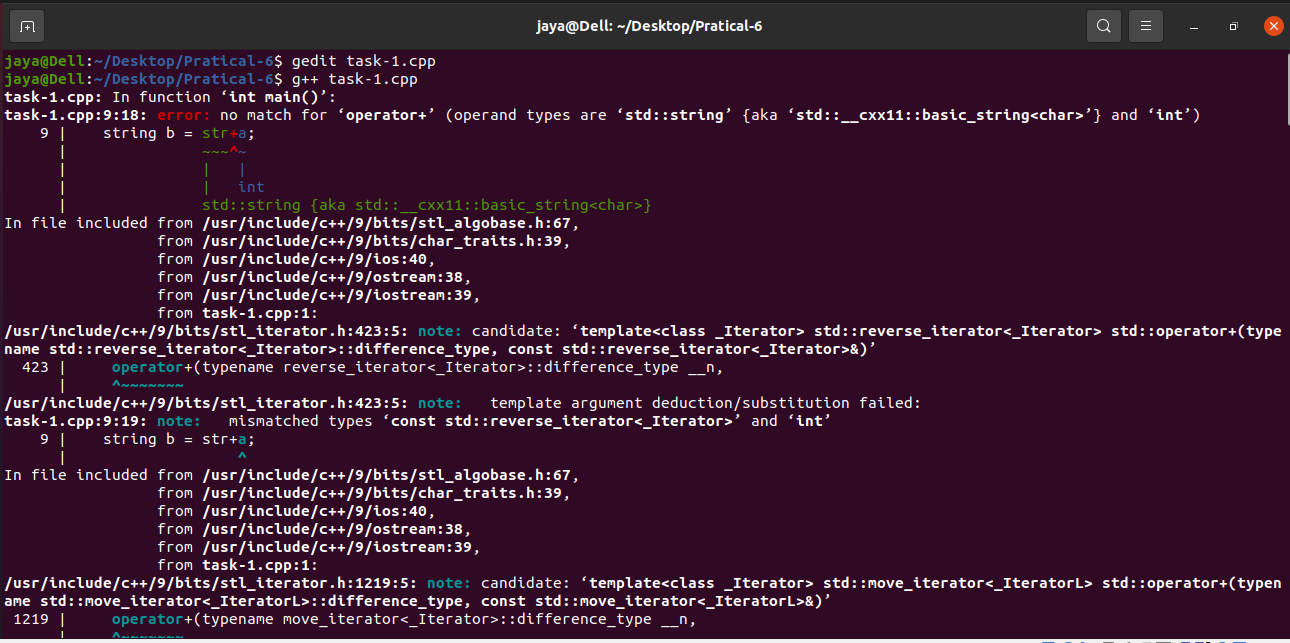 jaya@Dell: ~/Desktop/Pratical-6
jaya@Dell:~/Desktop/Pratical-6$ gedit task-1.cpp
jaya@Dell:~/Desktop/Pratical-6$ g++ task-1.cpp
task-1.cpp: In function ‘int main()’:
task-1.cpp:9:18: error: no match for ‘operator+’ (operand types are ‘std::string’ {aka ‘std::__cxx11::basic_string<char>’} and ‘int’)
    9 |     string b = str+a;
      |                ~~~^~
      |                |   |
      |                |   int
      |                std::string {aka std::__cxx11::basic_string<char>}
In file included from /usr/include/c++/9/bits/stl_algobase.h:67,
                 from /usr/include/c++/9/bits/char_traits.h:39,
                 from /usr/include/c++/9/ios:40,
                 from /usr/include/c++/9/ostream:38,
                 from /usr/include/c++/9/iostream:39,
                 from task-1.cpp:1:
/usr/include/c++/9/bits/stl_iterator.h:423:5: note: candidate: ‘template<class _Iterator> std::reverse_iterator<_Iterator> std::operator+(type
name std::reverse_iterator<_Iterator>::difference_type, const std::reverse_iterator<_Iterator>&)’
  423 |     operator+(typename reverse_iterator<_Iterator>::difference_type __n,
      |     ^~~~~~~~
/usr/include/c++/9/bits/stl_iterator.h:423:5: note:   template argument deduction/substitution failed:
task-1.cpp:9:19: note:   mismatched types ‘const std::reverse_iterator<_Iterator>’ and ‘int’
    9 |     string b = str+a;
      |                    ^
In file included from /usr/include/c++/9/bits/stl_algobase.h:67,
                 from /usr/include/c++/9/bits/char_traits.h:39,
                 from /usr/include/c++/9/ios:40,
                 from /usr/include/c++/9/ostream:38,
                 from /usr/include/c++/9/iostream:39,
                 from task-1.cpp:1:
/usr/include/c++/9/bits/stl_iterator.h:1219:5: note: candidate: ‘template<class _Iterator> std::move_iterator<_IteratorL> std::operator+(typen
ame std::move_iterator<_IteratorL>::difference_type, const std::move_iterator<_IteratorL>&)’
 1219 |     operator+(typename move_iterator<_Iterator>::difference_type __n,
      |     ^~~~~~~~